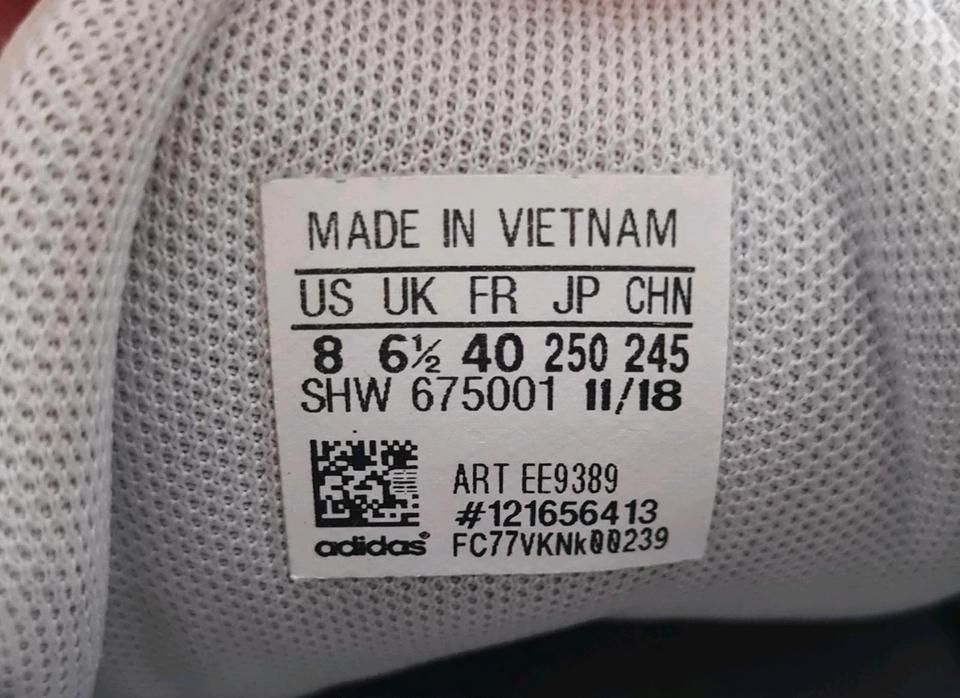 MADE IN VIETNAM
US UK FR JP CHN
8 6½ 40 250 245
SHW 675001 11/18
ART EE9389
#121656413
adidas® FC77VKNk00239